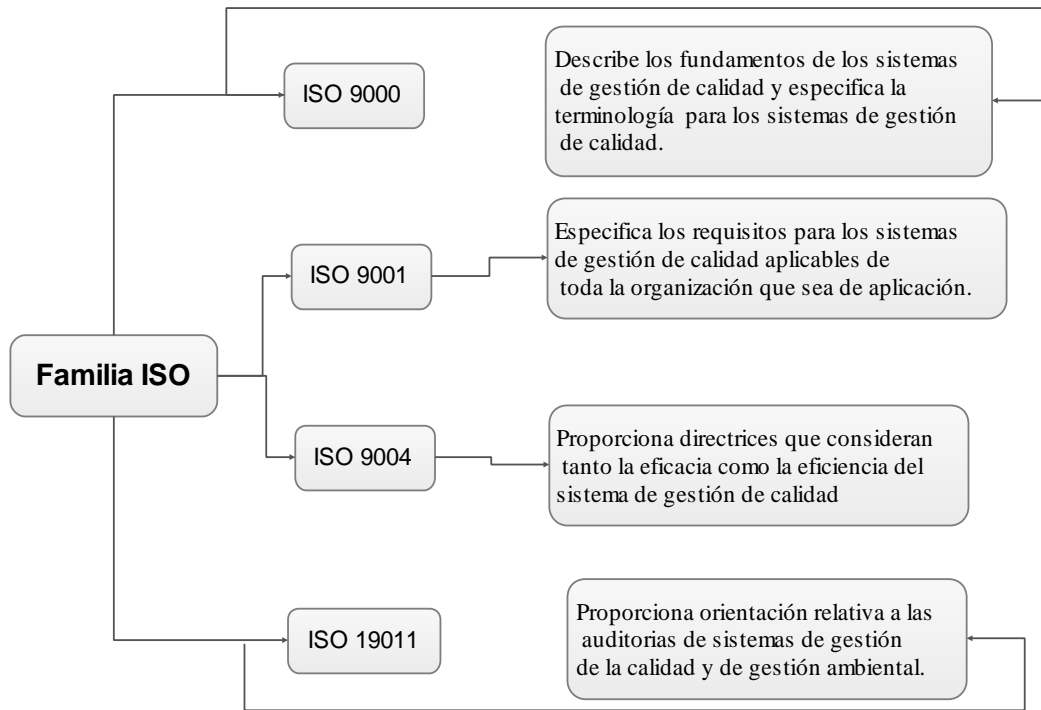 ISO 9000
Describe los fundamentos de los sistemas
de gestión de calidad y especifica la
terminología para los sistemas de gestión
de calidad.
ISO 9001
Especifica los requisitos para los sistemas
de gestión de calidad aplicables de
toda la organización que sea de aplicación.
Familia ISO
ISO 9004
Proporciona directrices que consideran
tanto la eficacia como la eficiencia del
sistema de gestión de calidad
ISO 19011
Proporciona orientación relativa a las
auditorias de sistemas de gestión
de la calidad y de gestión ambiental.